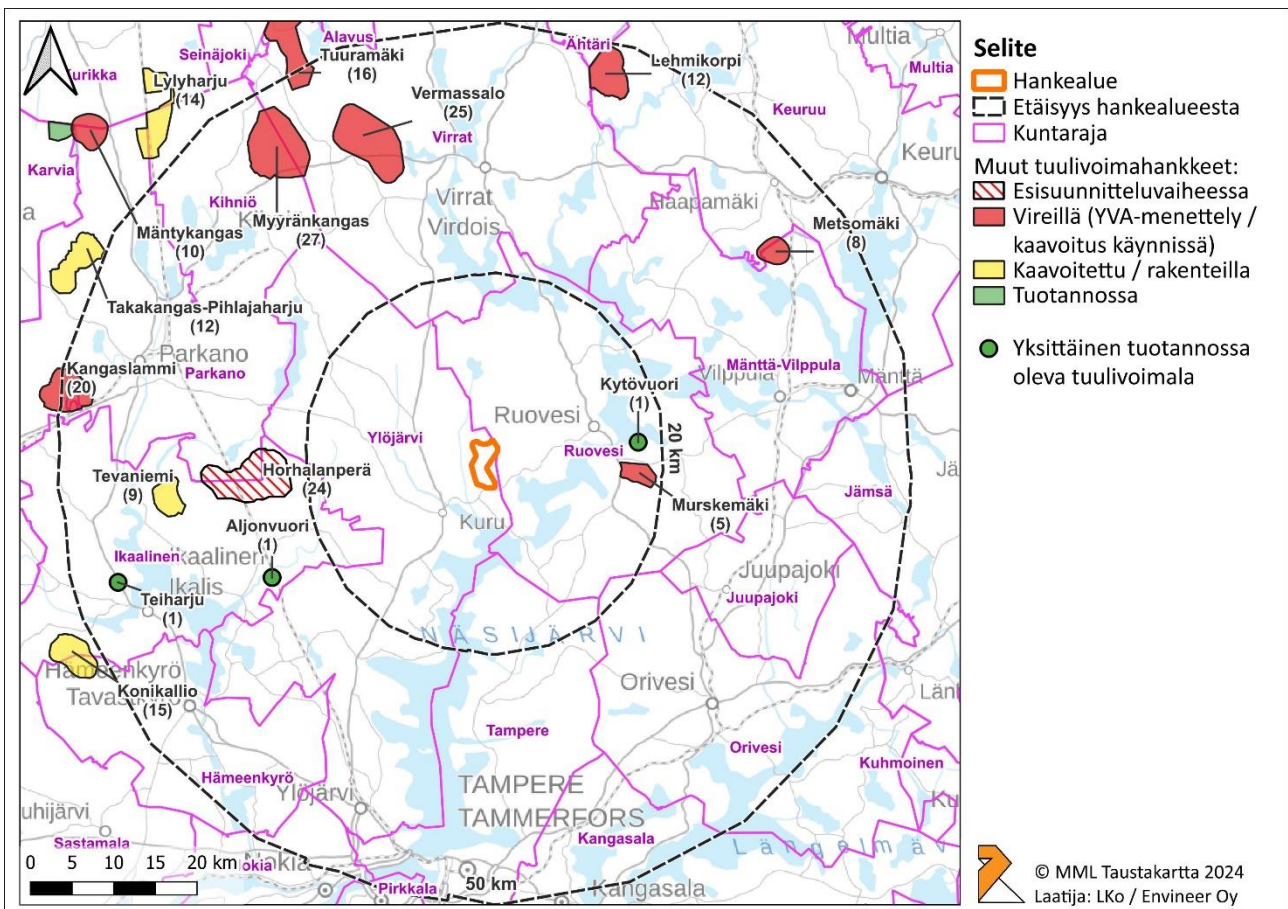 Seinäjoki
Alavus
Tuuramäki
(16)
Ähtäri
Lehmikorpi
(12)
Multia
Multia
Kurikka
Lylyharju
(14)
Vermassalo
(25)
Virrat
Keuruu
Keuruu
Karvia
Kihniö
Virrat
Virdois
Haapamäki
Myyränkangas
(27)
Mäntykangas
(10)
Metsomäki
(8)
Takakangas-Pihlajaharju
(12)
Parkano
Parkano
Kangaslammi
(20)
Mänttä-Vilppula
Vilppula
Mänttä
Kytövuori
(1)
Ruovesi
Ylöjärvi
Ruovesi
20 km
Horhalanperä
(24)
Tevaniemi
(9)
Murskemäki
(5)
Jämsä
Kuru
Aljonvuori
(1)
Ikaalinen
Ikaalinen
Ikalis
Teiharju
(1)
Juupajoki
Juupajoki
NÄSIJÄRVI
Hämeenkyrö
Konikallio
(15)
Orivesi
Tampere
Orivesi
Kuhmoinen
Hämeenkyrö
Ylöjärvi
TAMPERE
TAMMERFORS
Kangasala
Sastamala
Pirkkala
50 km
Kangasala
0 5 10 15 20 km
Selite
Hankealue
Etäisyys hankealueesta
Kuntaraja
Muut tuulivoimahankkeet:
Esisuunnitteluvaiheessa
Vireillä (YVA-menettely /
kaavoitus käynnissä)
Kaavoitettu / rakenteilla
Tuotannossa
Yksittäinen tuotannossa
oleva tuulivoimala
© MML Taustakartta 2024
Laatija: LKo / Envineer Oy